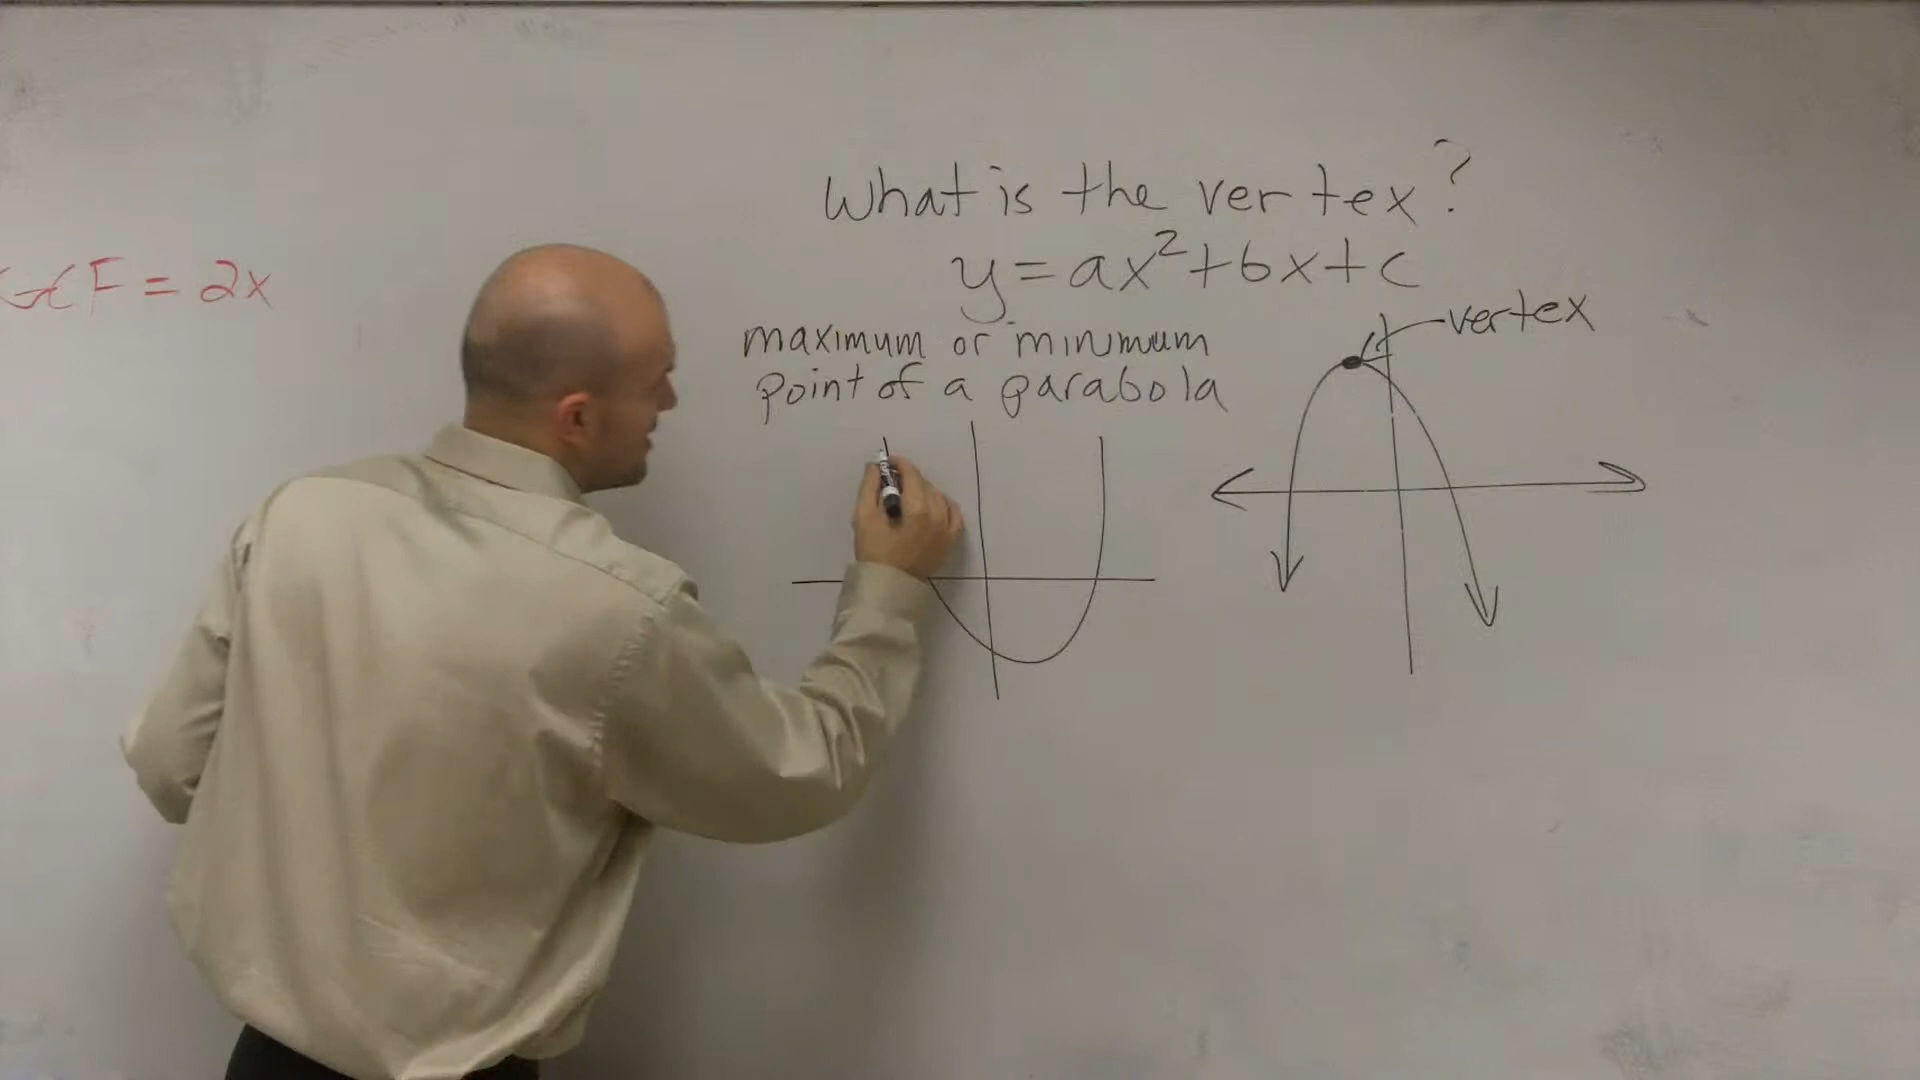 What is the vertex?
y=ax²+bx+c
vertex
maximum or minimum
point of a parabola
GCF = 2x